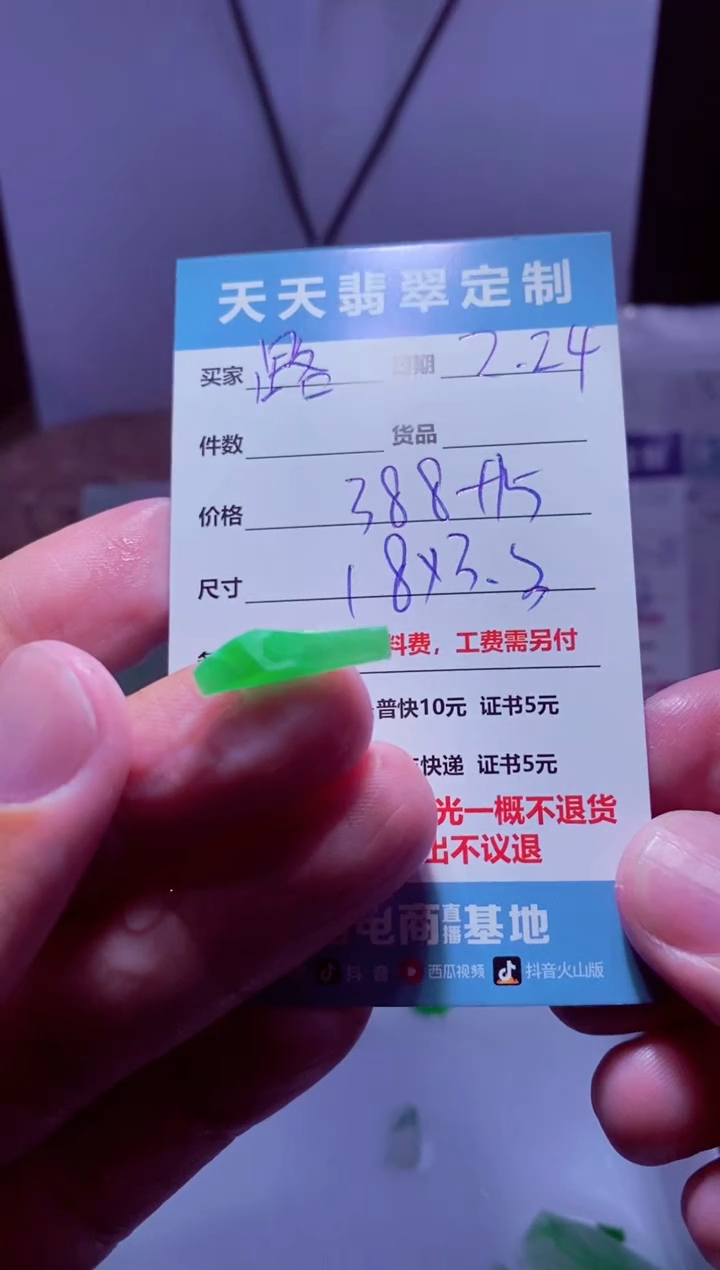 天天翡翠定制
买家 路 日期 7.24
件数 货品
价格 388+15
尺寸 18x3.2
料费，工费需另付
普快10元 证书5元
快递 证书5元
光一概不退货
出不议退
电商直播基地
抖音 西瓜视频 抖音火山版